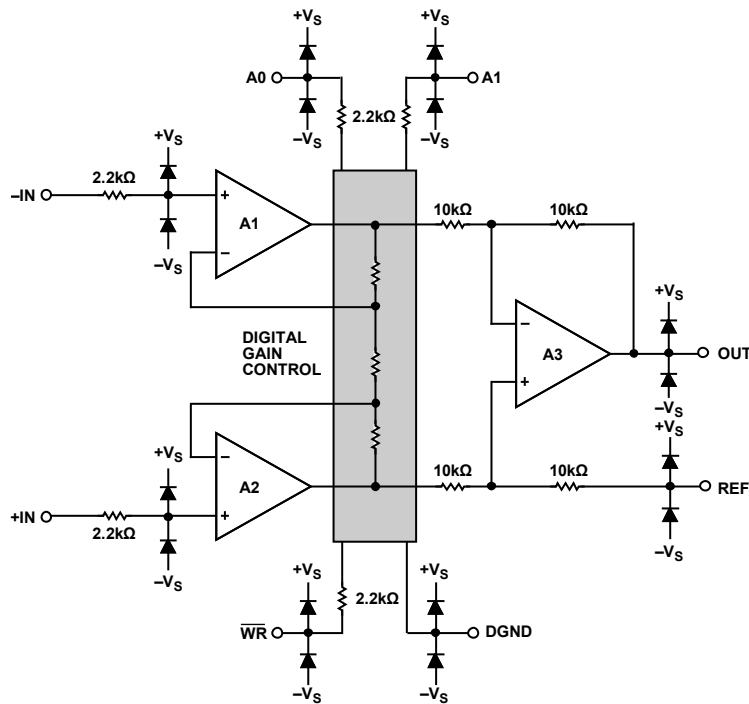 +VS
+VS
A0
A1
2.2kΩ
–VS
–VS
+VS
2.2kΩ
–IN
+
A1
–
–VS
10kΩ
10kΩ
DIGITAL
GAIN
CONTROL
–
A3
+
+VS
OUT
–VS
–
A2
+
+VS
+IN
2.2kΩ
–VS
10kΩ
10kΩ
+VS
REF
–VS
+VS
2.2kΩ
+VS
WR
DGND
–VS
–VS